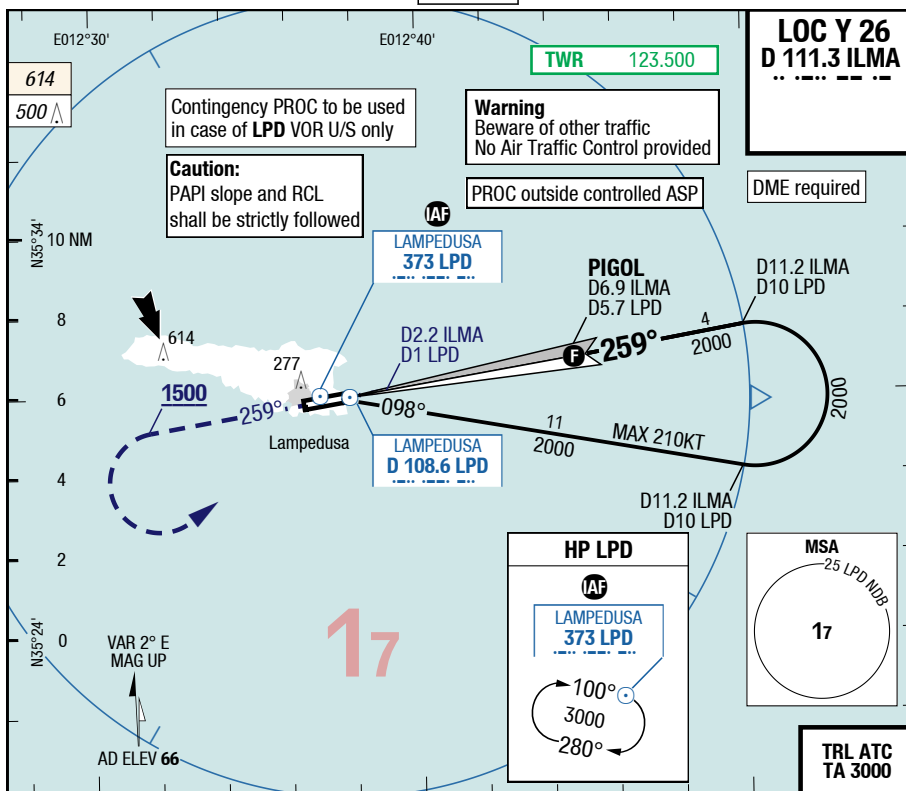 E012°30'
E012°40'
LOC Y 26
D 111.3 ILMA
TWR 123.500
614
500
Contingency PROC to be used
in case of LPD VOR U/S only
Warning
Beware of other traffic
No Air Traffic Control provided
Caution:
PAPI slope and RCL
shall be strictly followed
PROC outside controlled ASP
DME required
N35°34'
10 NM
IAF
LAMPEDUSA
373 LPD
PIGOL
D6.9 ILMA
D5.7 LPD
D11.2 ILMA
D10 LPD
8
614
D2.2 ILMA
D1 LPD
F
259°
4
2000
277
6
1500
259°
098°
11
2000
MAX 210KT
2000
Lampedusa
LAMPEDUSA
D 108.6 LPD
4
D11.2 ILMA
D10 LPD
2
HP LPD
IAF
LAMPEDUSA
373 LPD
100°
3000
280°
MSA
25 LPD NDB
17
N35°24'
0
17
VAR 2° E
MAG UP
AD ELEV 66
TRL ATC
TA 3000